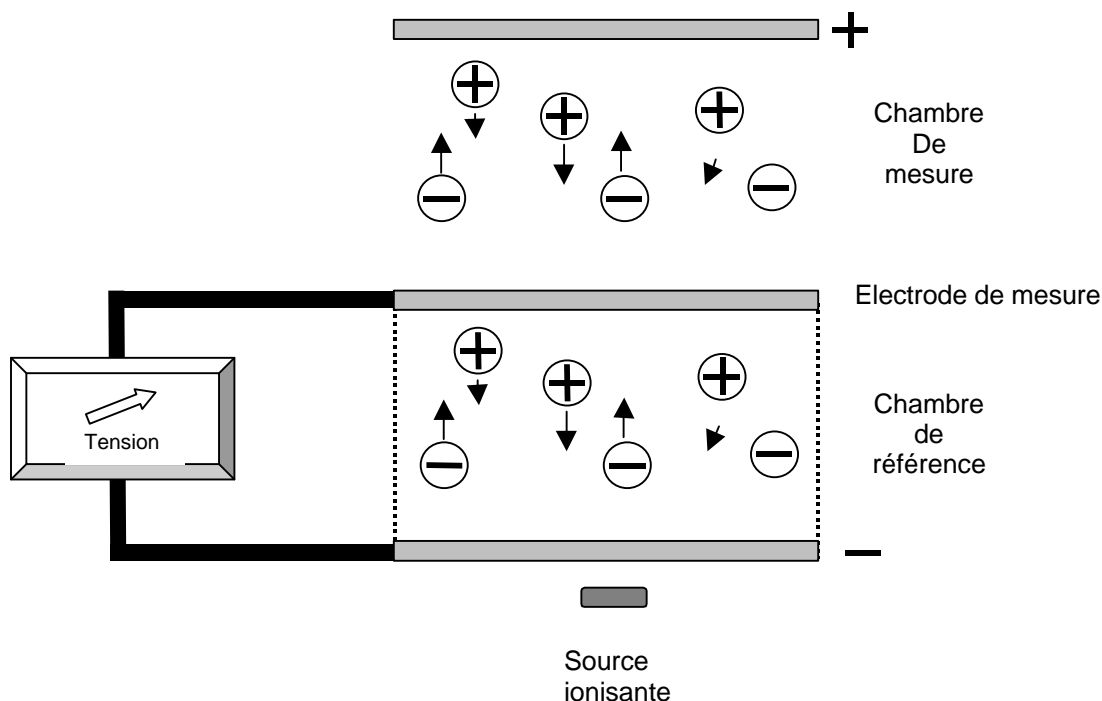 +
Chambre
De
mesure
Electrode de mesure
Tension
Chambre
de
référence
−
Source
ionisante